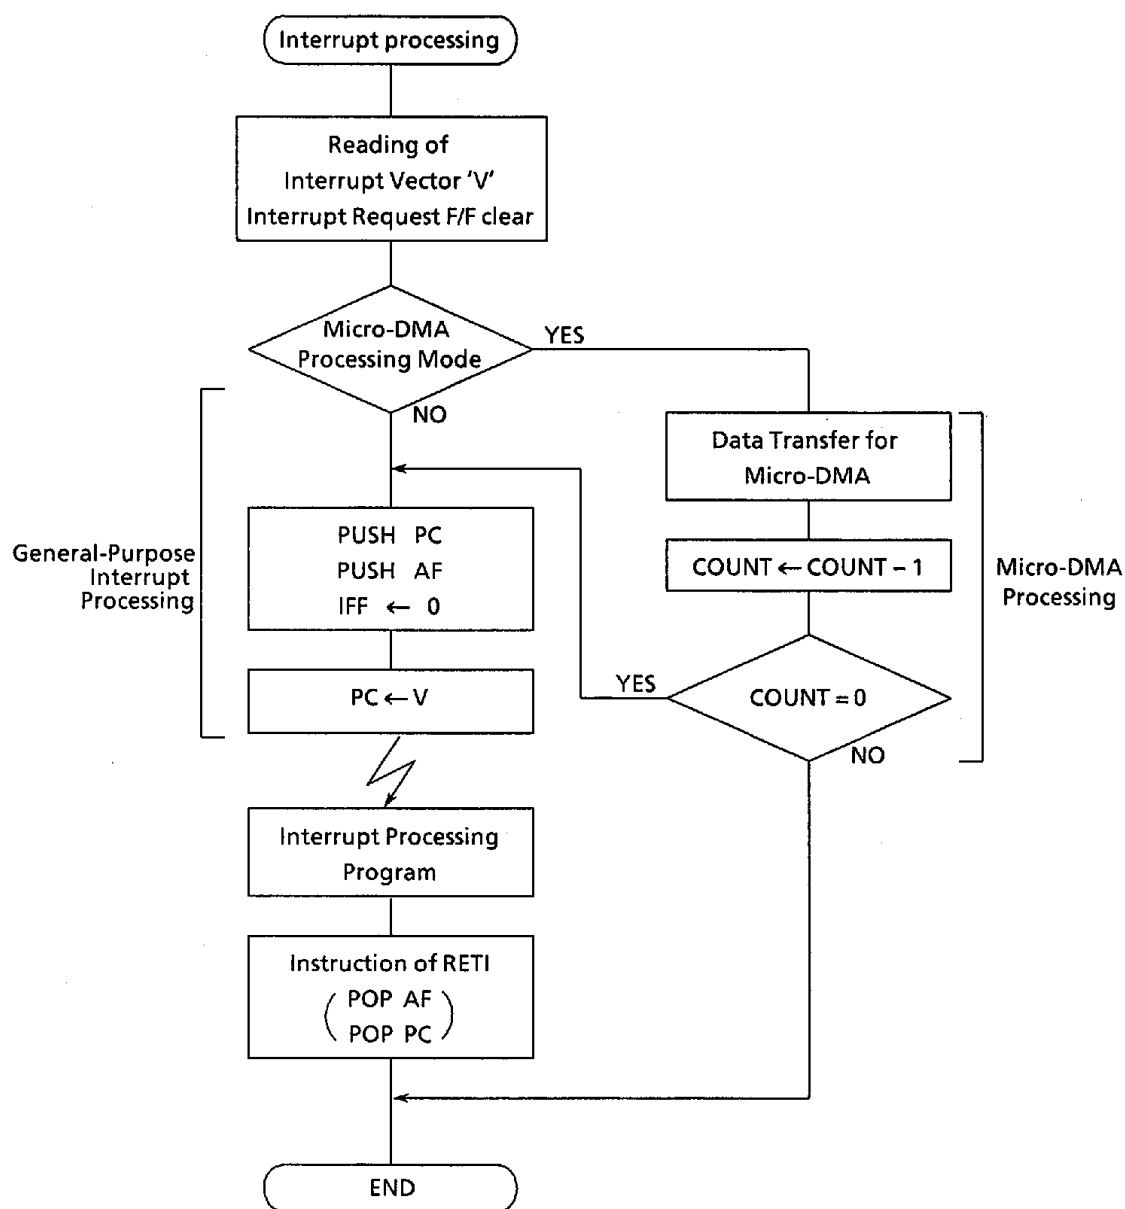 Interrupt processing
Reading of
Interrupt Vector ‘V’
Interrupt Request F/F clear
Micro-DMA
Processing Mode
YES
NO
Data Transfer for
Micro-DMA
COUNT ← COUNT – 1
COUNT = 0
YES
NO
Micro-DMA
Processing
General-Purpose
Interrupt
Processing
PUSH PC
PUSH AF
IFF ← 0
PC ← V
Interrupt Processing
Program
Instruction of RETI
( POP AF
POP PC )
END